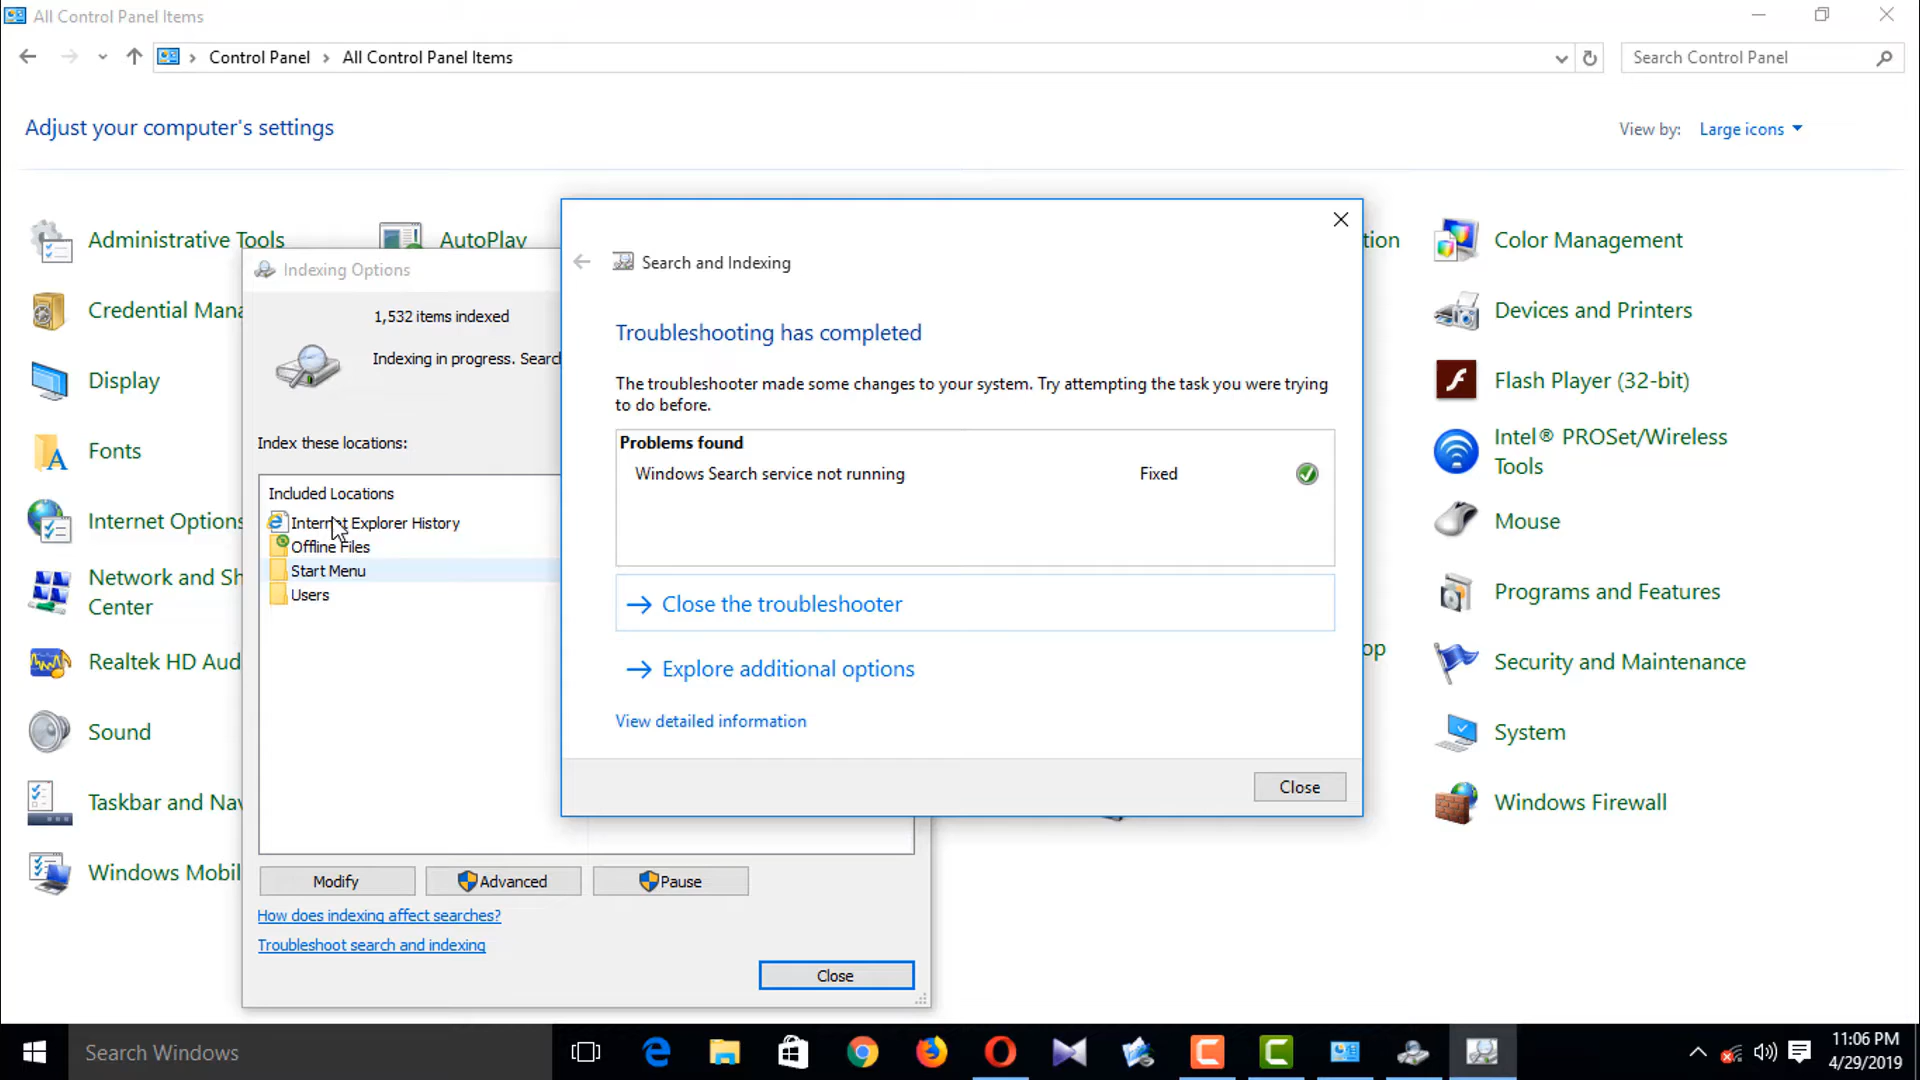 All Control Panel Items
Control Panel
All Control Panel Items
Search Control Panel
Adjust your computer's settings
View by:
Large icons
Administrative Tools
AutoPlay
tion
Color Management
Credential Mana
Devices and Printers
Display
Flash Player (32-bit)
Fonts
Intel® PROSet/Wireless
Tools
Internet Options
Mouse
Network and Sh
Center
Programs and Features
Realtek HD Aud
op
Security and Maintenance
Sound
System
Taskbar and Nav
Windows Firewall
Windows Mobil
Indexing Options
1,532 items indexed
Indexing in progress. Searc
Index these locations:
Included Locations
Internet Explorer History
Offline Files
Start Menu
Users
Modify
Advanced
Pause
How does indexing affect searches?
Troubleshoot search and indexing
Close
Search and Indexing
Troubleshooting has completed
The troubleshooter made some changes to your system. Try attempting the task you were trying
to do before.
Problems found
Windows Search service not running
Fixed
Close the troubleshooter
Explore additional options
View detailed information
Close
Search Windows
11:06 PM
4/29/2019